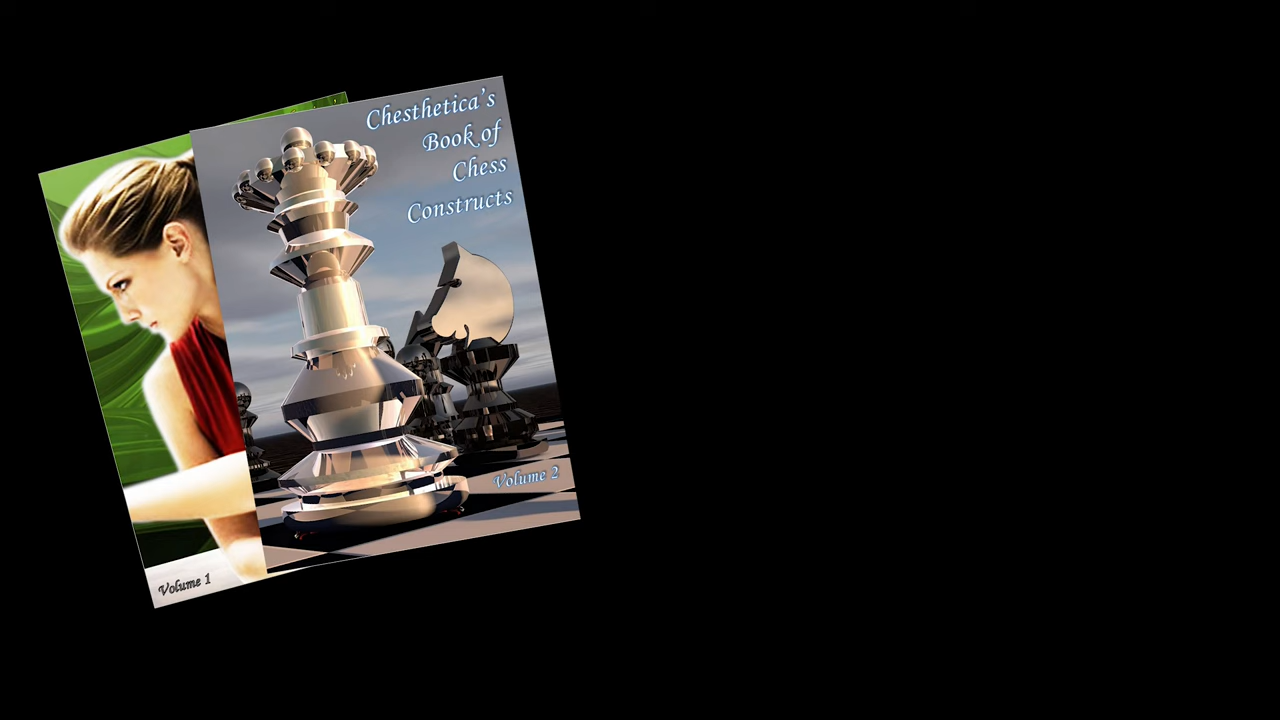 Chesthetica's
Book of
Chess
Constructs
Volume 2
Volume 1